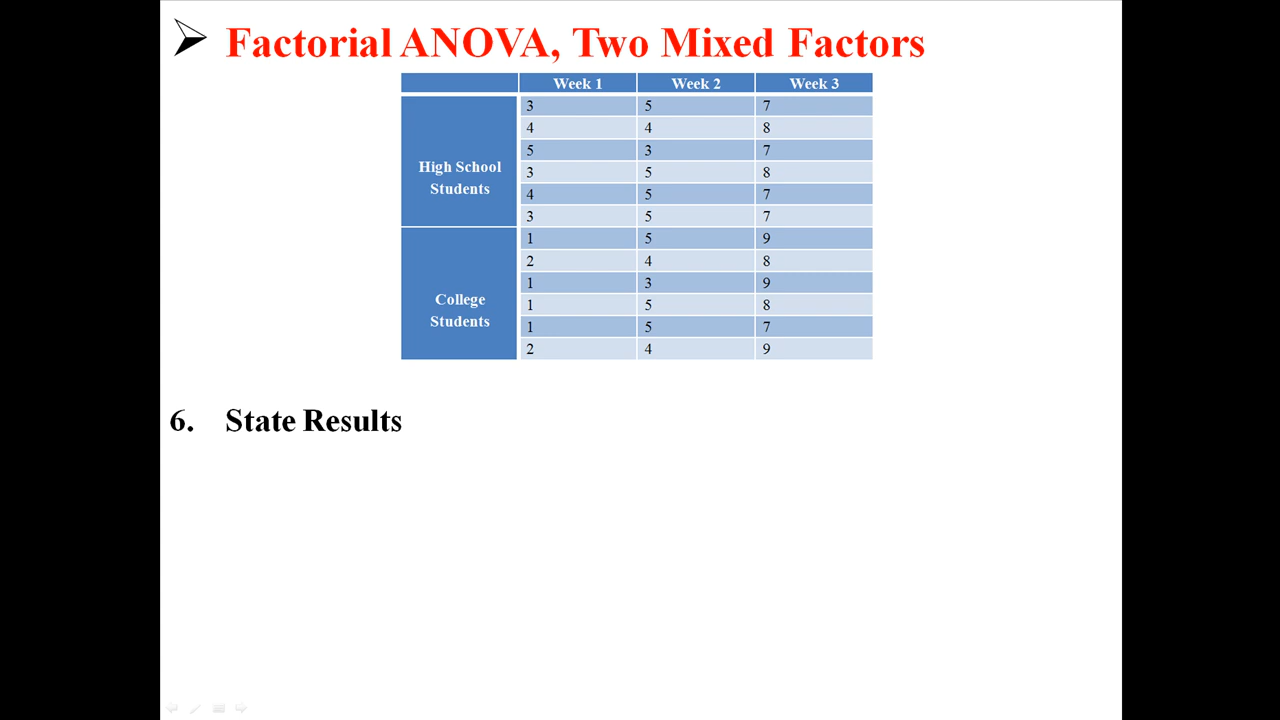 Factorial ANOVA, Two Mixed Factors
Week 1 Week 2 Week 3
3 5 7
4 4 8
5 3 7
High School
Students
3 5 8
4 5 7
3 5 7
1 5 9
2 4 8
1 3 9
College
Students
1 5 8
1 5 7
2 4 9
6. State Results